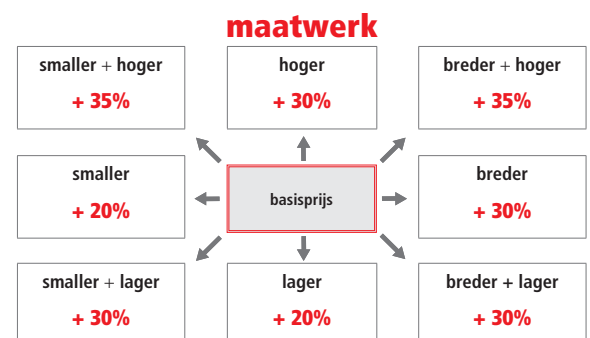 maatwerk
smaller + hoger
+ 35%
hoger
+ 30%
breder + hoger
+ 35%
smaller
+ 20%
basisprijs
breder
+ 30%
smaller + lager
+ 30%
lager
+ 20%
breder + lager
+ 30%